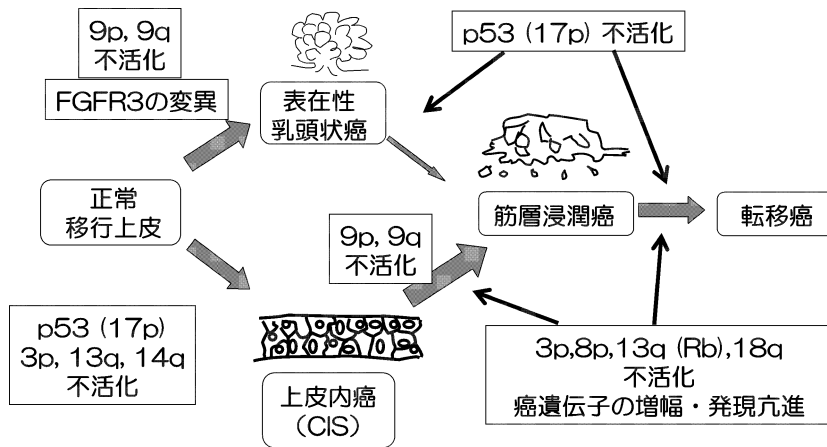 9p, 9q
不活化
FGFR3の変異
表在性
乳頭状癌
p53 (17p) 不活化
正常
移行上皮
9p, 9q
不活化
筋層浸潤癌
転移癌
p53 (17p)
3p, 13q, 14q
不活化
上皮内癌
（CIS）
3p,8p,13q (Rb),18q
不活化
癌遺伝子の増幅・発現亢進